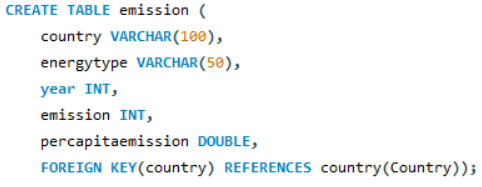 CREATE TABLE emission (
country VARCHAR(100),
energytype VARCHAR(50),
year INT,
emission INT,
percapitaemission DOUBLE,
FOREIGN KEY(country) REFERENCES country(Country));